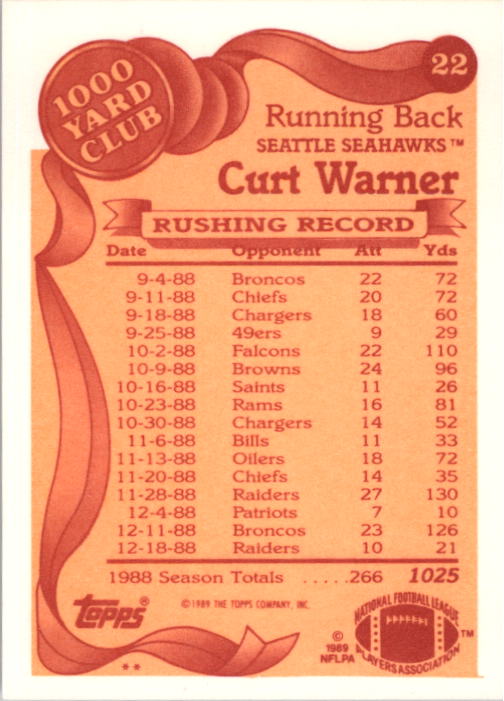 22
1000
YARD
CLUB
Running Back
SEATTLE SEAHAWKS™
Curt Warner
RUSHING RECORD
Date Opponent Att Yds
9-4-88 Broncos 22 72
9-11-88 Chiefs 20 72
9-18-88 Chargers 18 60
9-25-88 49ers 9 29
10-2-88 Falcons 22 110
10-9-88 Browns 24 96
10-16-88 Saints 11 26
10-23-88 Rams 16 81
10-30-88 Chargers 14 52
11-6-88 Bills 11 33
11-13-88 Oilers 18 72
11-20-88 Chiefs 14 35
11-28-88 Raiders 27 130
12-4-88 Patriots 7 10
12-11-88 Broncos 23 126
12-18-88 Raiders 10 21
1988 Season Totals .....266 1025
topps®
©1989 THE TOPPS COMPANY, INC.
**
©
1989
NFLPA
NATIONAL FOOTBALL LEAGUE
PLAYERS ASSOCIATION
™